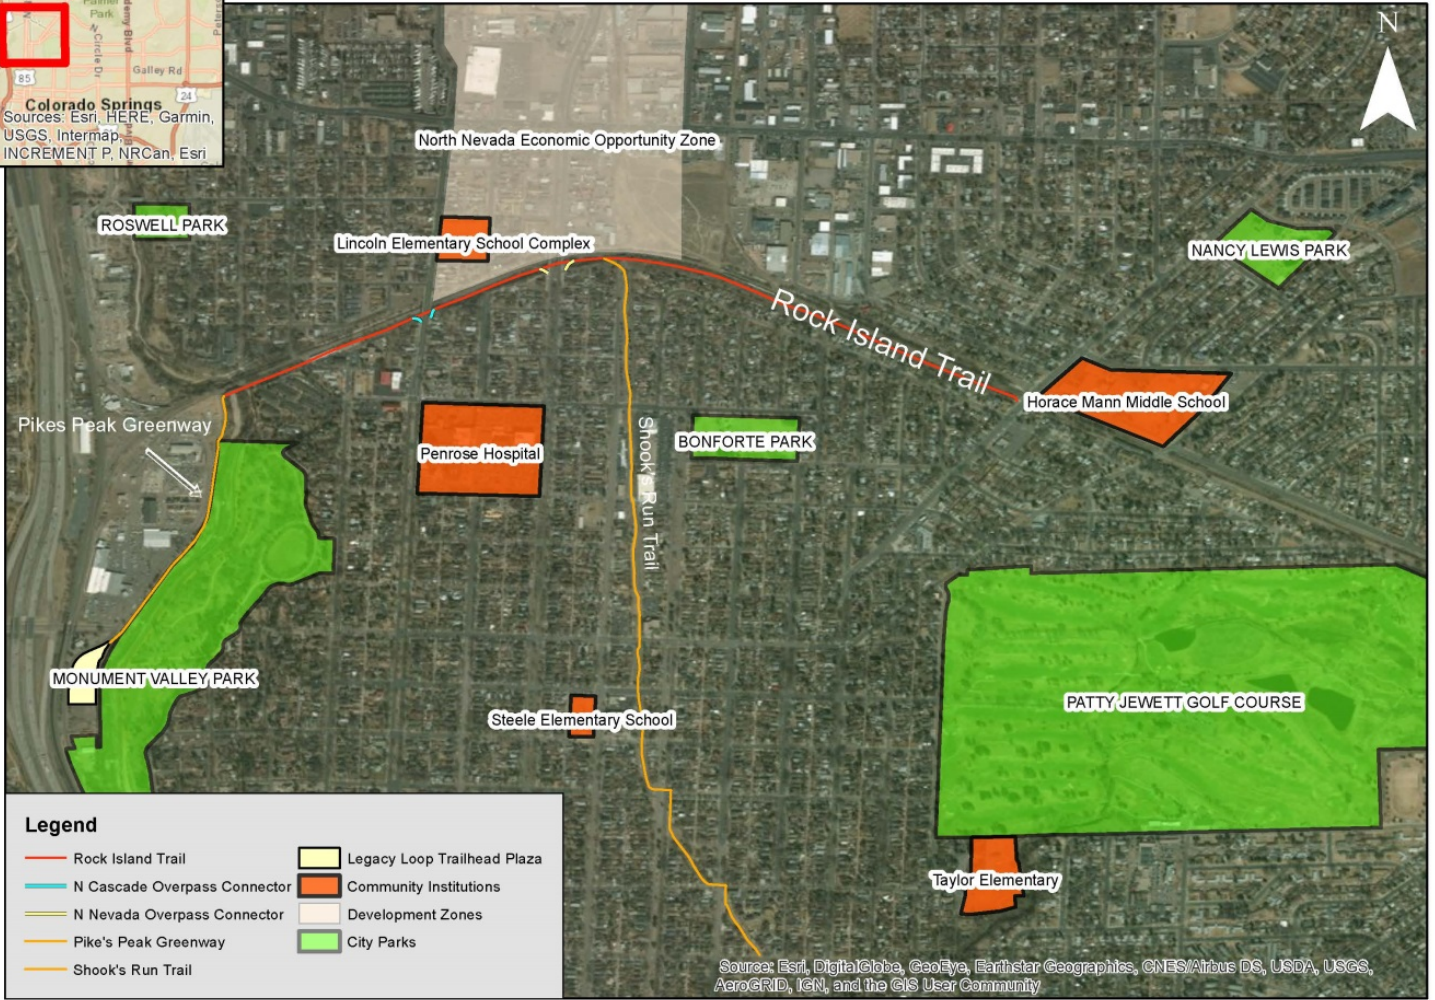 Palmer
Park
N Circle Dr
Galley Rd
85
24
Colorado Springs
Sources: Esri, HERE, Garmin,
USGS, Intermap,
INCREMENT P, NRCan, Esri
N
North Nevada Economic Opportunity Zone
ROSWELL PARK
Lincoln Elementary School Complex
NANCY LEWIS PARK
Rock Island Trail
Horace Mann Middle School
Pikes Peak Greenway
Penrose Hospital
BONFORTE PARK
Shook's Run Trail
MONUMENT VALLEY PARK
Steele Elementary School
PATTY JEWETT GOLF COURSE
Taylor Elementary
Legend
Rock Island Trail
N Cascade Overpass Connector
N Nevada Overpass Connector
Pike's Peak Greenway
Shook's Run Trail
Legacy Loop Trailhead Plaza
Community Institutions
Development Zones
City Parks
Source: Esri, DigitalGlobe, GeoEye, Earthstar Geographics, CNES/Airbus DS, USDA, USGS,
AeroGRID, IGN, and the GIS User Community